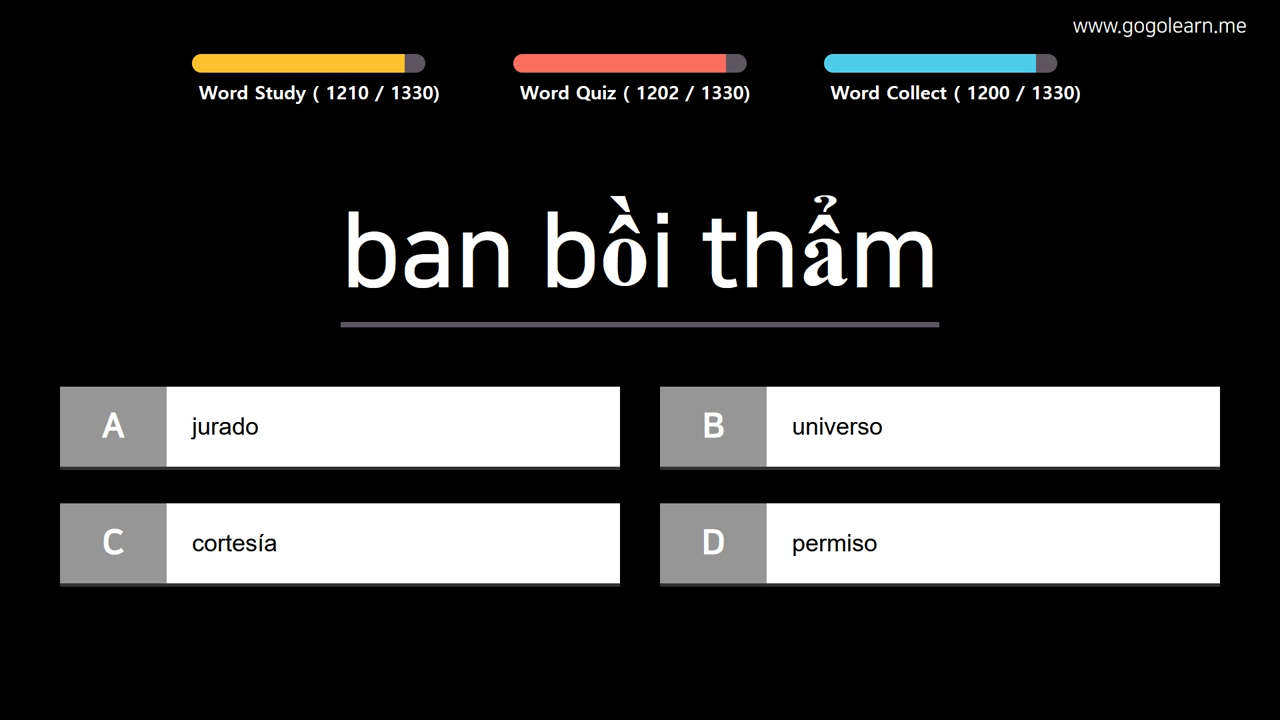 www.gogolearn.me
Word Study ( 1210 / 1330)
Word Quiz ( 1202 / 1330)
Word Collect ( 1200 / 1330)
ban bồi thẩm
A jurado
B universo
C cortesía
D permiso